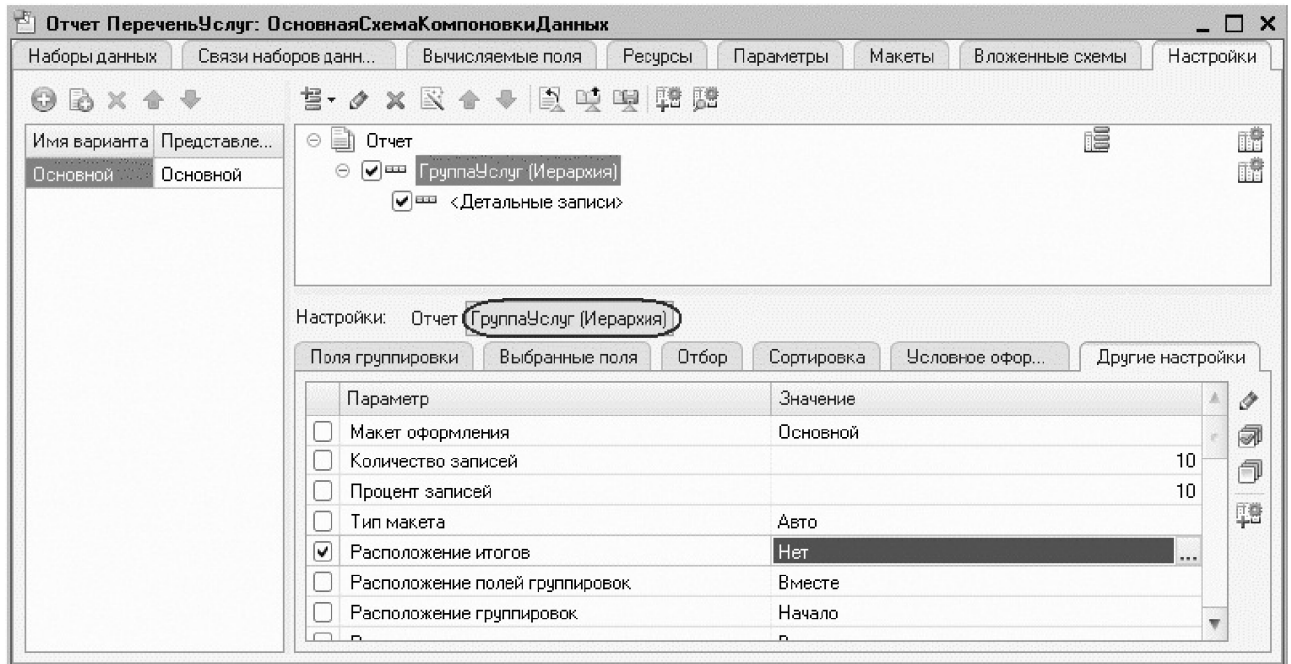 Отчет ПереченьУслуг: ОсновнаяСхемаКомпоновкиДанных
Наборы данных Связи наборов данн... Вычисляемые поля Ресурсы Параметры Макеты Вложенные схемы Настройки
Имя варианта Представле...
Основной Основной
Отчет
ГруппаУслуг (Иерархия)
<Детальные записи>
Настройки: Отчет ГруппаУслуг (Иерархия)
Поля группировки Выбранные поля Отбор Сортировка Условное офор... Другие настройки
Параметр Значение
Макет оформления Основной
Количество записей 10
Процент записей 10
Тип макета Авто
Расположение итогов Нет ...
Расположение полей группировок Вместе
Расположение группировок Начало